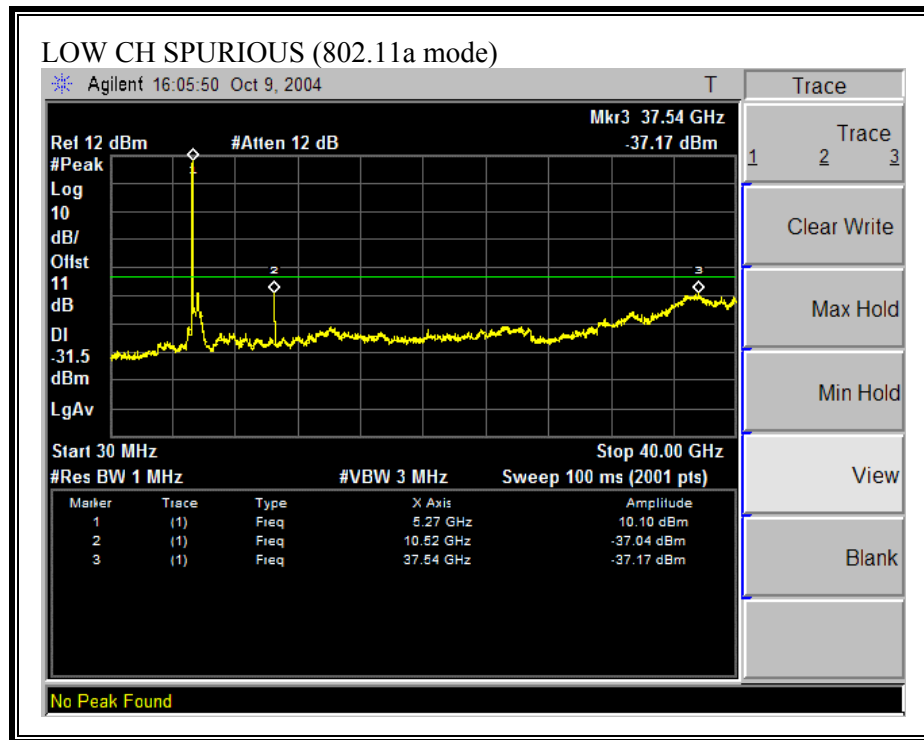 LOW CH SPURIOUS (802.11a mode)
Agilent 16:05:50 Oct 9, 2004 T
Trace
Mkr3 37.54 GHz
Ref 12 dBm #Atten 12 dB -37.17 dBm
#Peak
Log
10
dB/
Offst
11
dB
DI
-31.5
dBm
LgAv
1
2
3
Start 30 MHz Stop 40.00 GHz
#Res BW 1 MHz #VBW 3 MHz Sweep 100 ms (2001 pts)
Marker Trace Type X Axis Amplitude
1 (1) Freq 5.27 GHz 10.10 dBm
2 (1) Freq 10.52 GHz -37.04 dBm
3 (1) Freq 37.54 GHz -37.17 dBm
No Peak Found
Trace
1 2 3
Clear Write
Max Hold
Min Hold
View
Blank